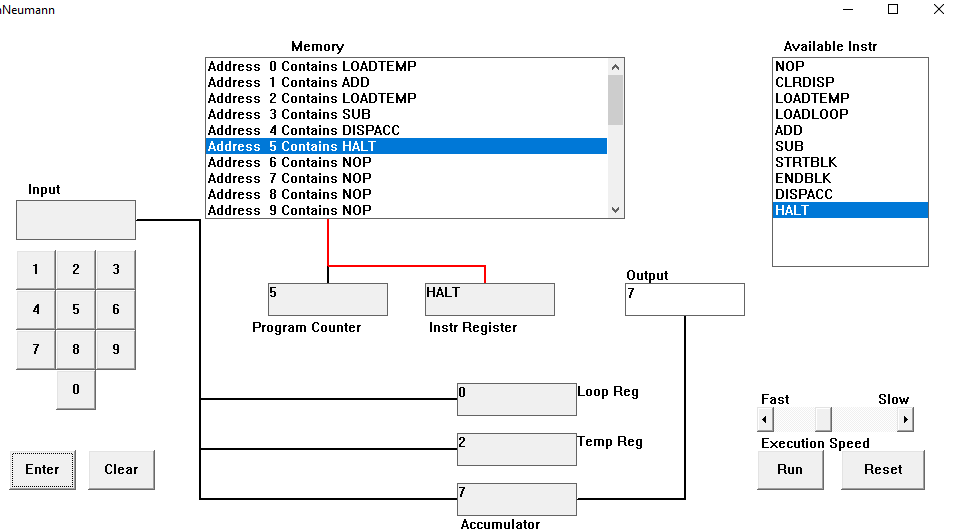 nNeumann
Memory
Available Instr
Address 0 Contains LOADTEMP
Address 1 Contains ADD
Address 2 Contains LOADTEMP
Address 3 Contains SUB
Address 4 Contains DISPACC
Address 5 Contains HALT
Address 6 Contains NOP
Address 7 Contains NOP
Address 8 Contains NOP
Address 9 Contains NOP
NOP
CLRDISP
LOADTEMP
LOADLOOP
ADD
SUB
STRTBLK
ENDBLK
DISPACC
HALT
Input
1 2 3
4 5 6
7 8 9
0
Enter Clear
5
Program Counter
HALT
Instr Register
Output
7
0 Loop Reg
2 Temp Reg
7
Accumulator
Fast Slow
Execution Speed
Run Reset